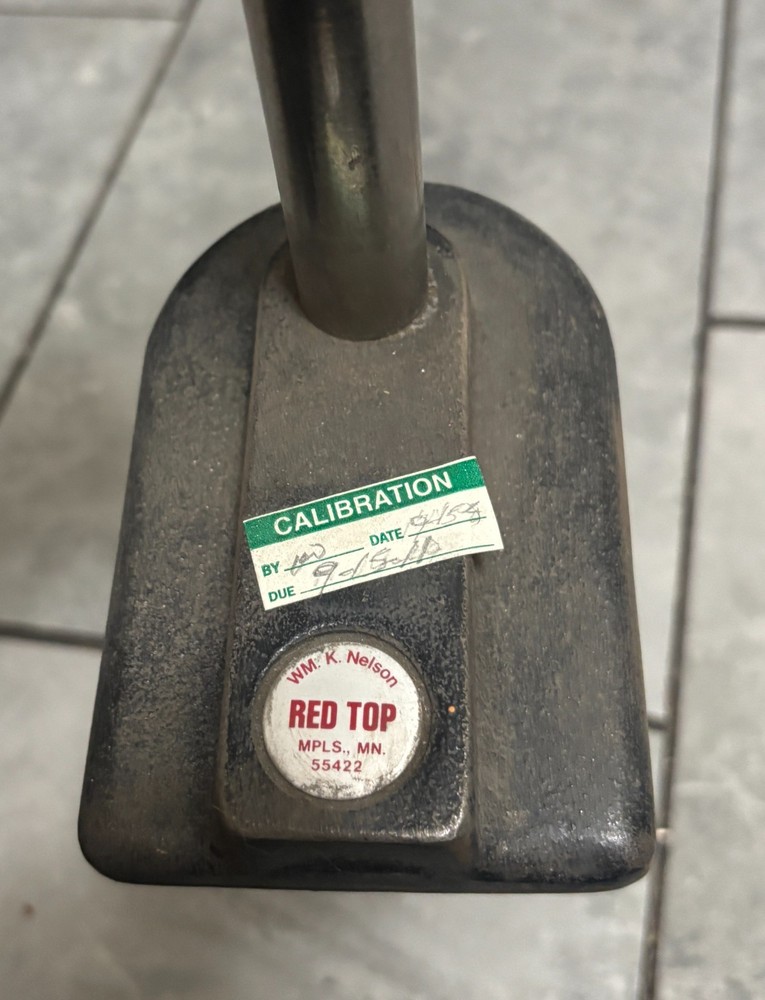 CALIBRATION
BY DATE
DUE
WM. K. Nelson
RED TOP
MPLS., MN.
55422